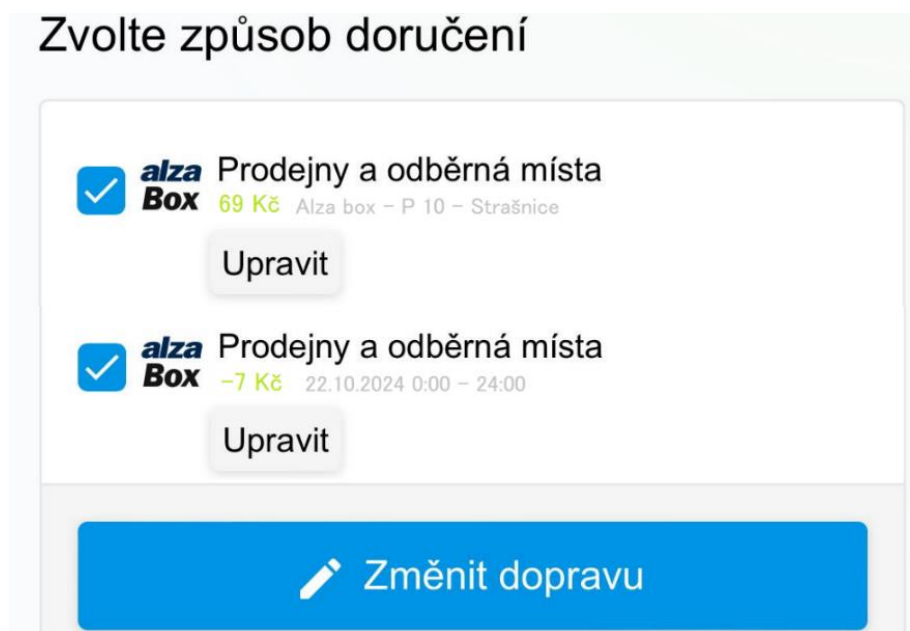 Zvolte způsob doručení
alza Box Prodejny a odběrná místa
69 Kč Alza box – P 10 – Strašnice
Upravit
alza Box Prodejny a odběrná místa
–7 Kč 22.10.2024 0:00 – 24:00
Upravit
Změnit dopravu